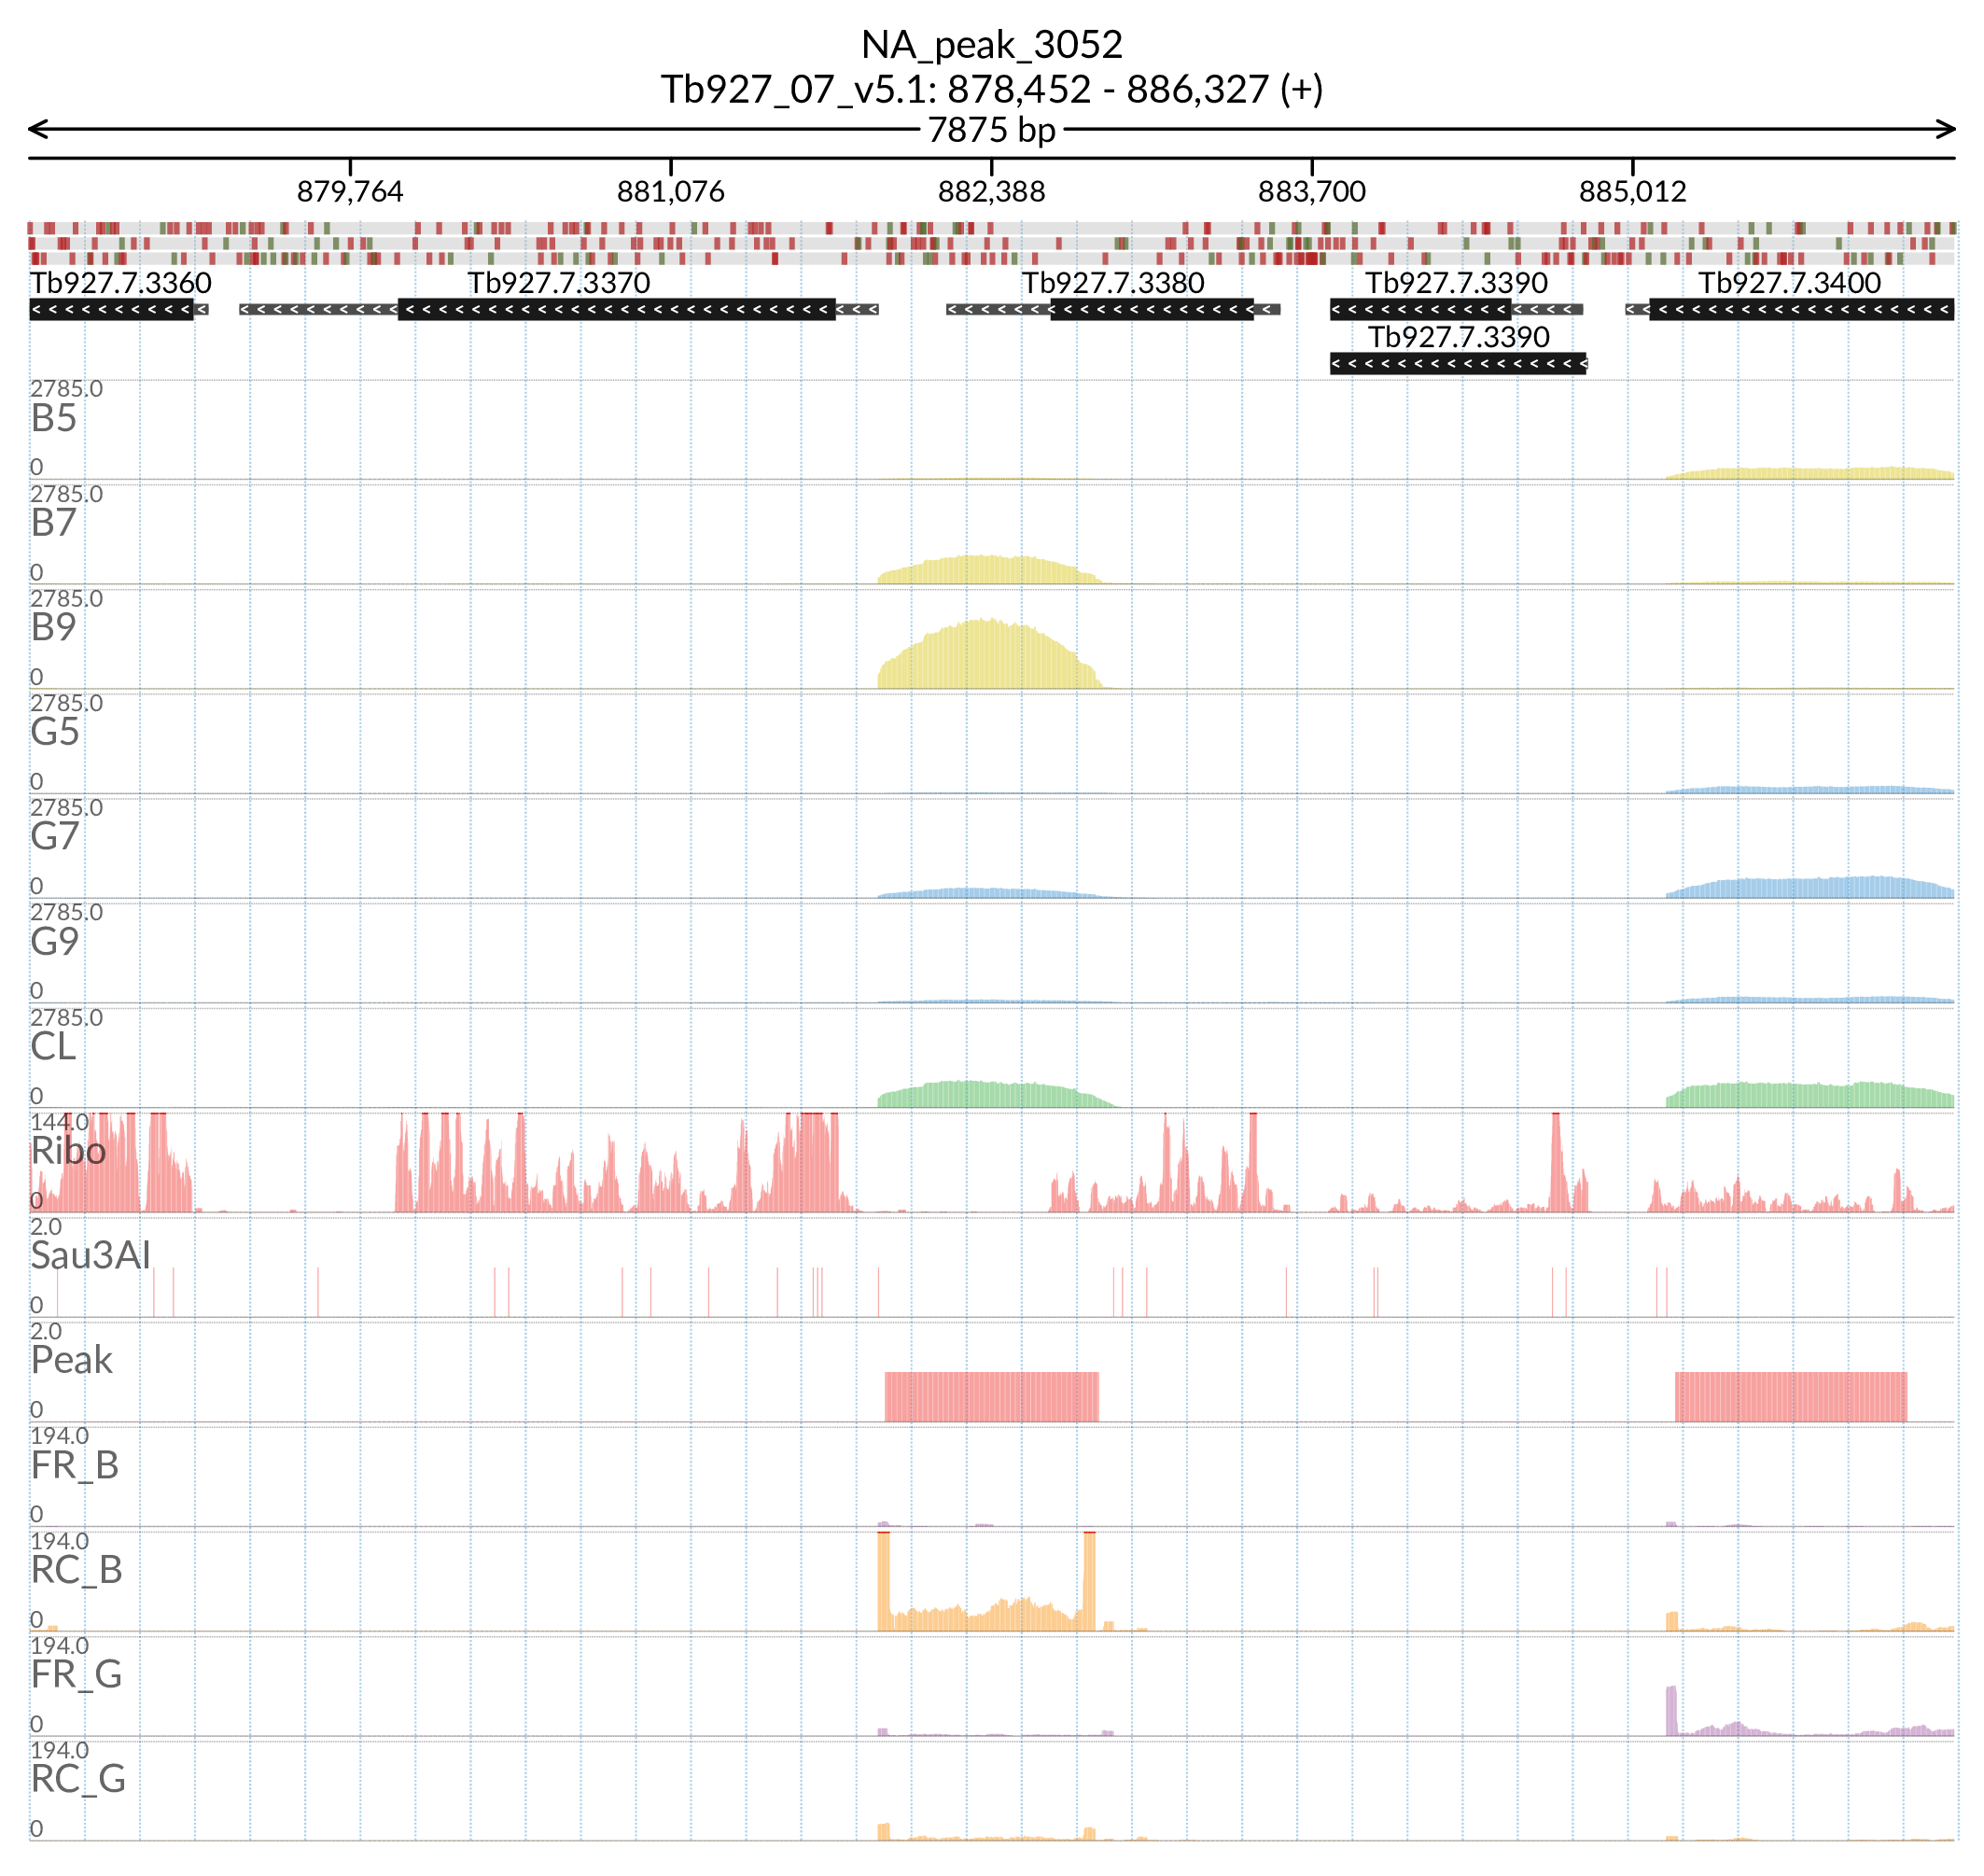 NA_peak_3052
Tb927_07_v5.1: 878,452 - 886,327 (+)
7875 bp
879,764 881,076 882,388 883,700 885,012
Tb927.7.3360 Tb927.7.3370 Tb927.7.3380 Tb927.7.3390 Tb927.7.3400
Tb927.7.3390
2785.0
B5
0
2785.0
B7
0
2785.0
B9
0
2785.0
G5
0
2785.0
G7
0
2785.0
G9
0
2785.0
CL
0
144.0
Ribo
0
2.0
Sau3AI
0
2.0
Peak
0
194.0
FR_B
0
194.0
RC_B
0
194.0
FR_G
0
194.0
RC_G
0